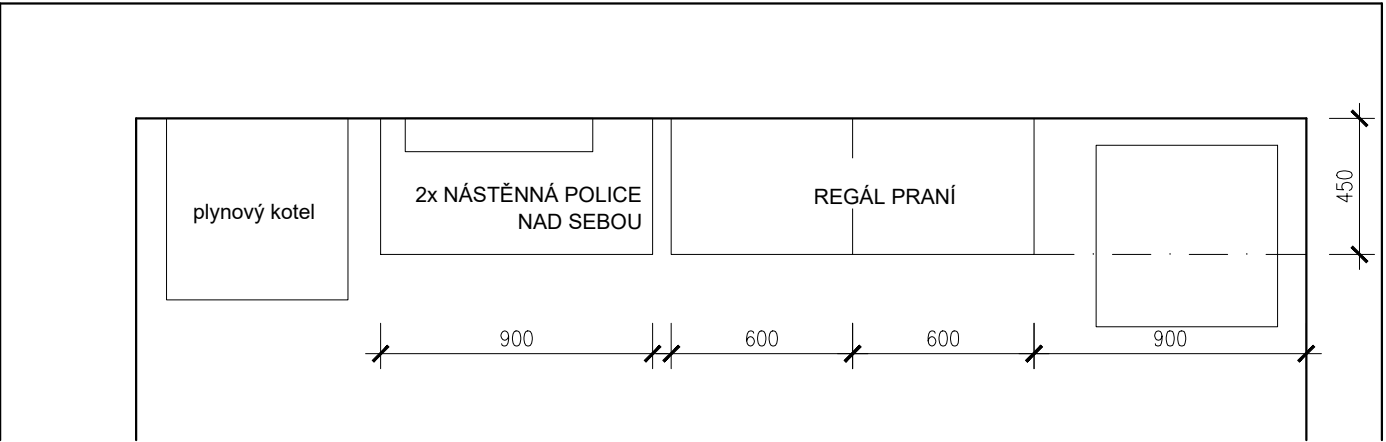 plynový kotel
2x NÁSTĚNNÁ POLICE
NAD SEBOU
REGÁL PRANÍ
450
900
600
600
900